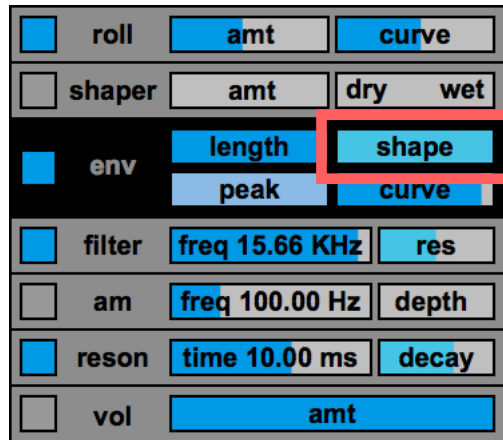 roll amt curve
shaper amt dry wet
env length shape
peak curve
filter freq 15.66 KHz res
am freq 100.00 Hz depth
reson time 10.00 ms decay
vol amt